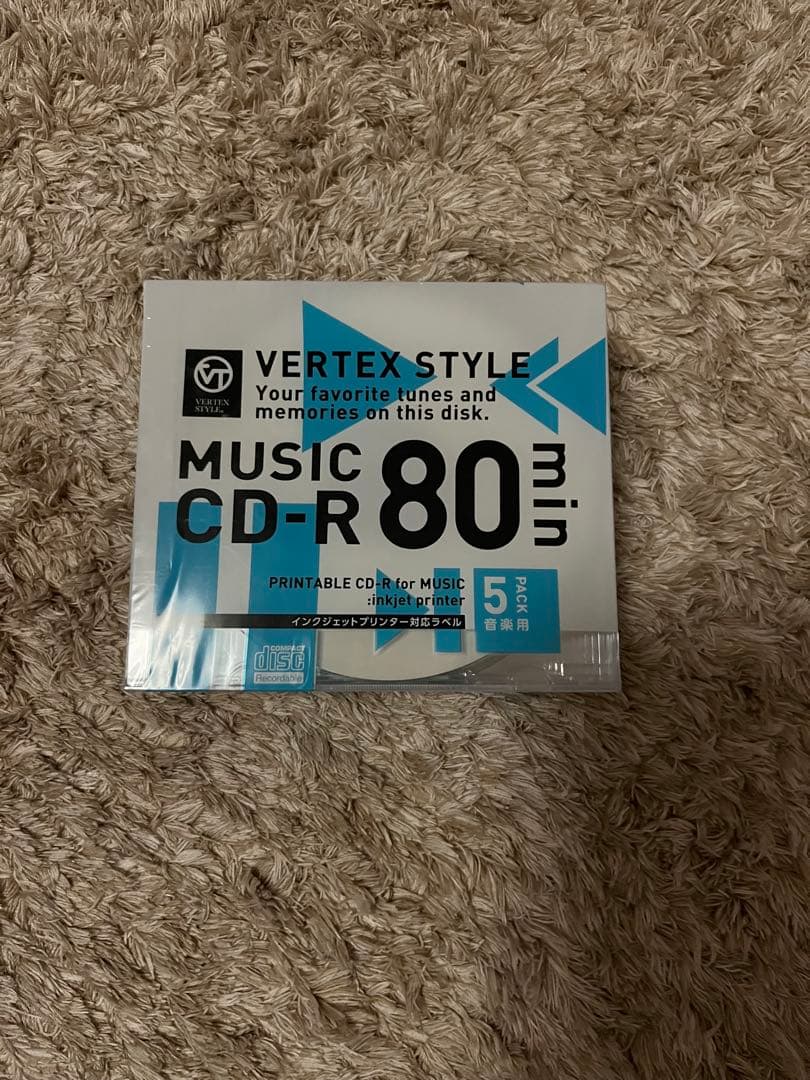 VT
VERTEX
STYLE
VERTEX STYLE
Your favorite tunes and
memories on this disk.
MUSIC
CD-R 80 min
PRINTABLE CD-R for MUSIC
:inkjet printer
インクジェットプリンター対応ラベル
5 PACK
音楽用
COMPACT
disc
Recordable